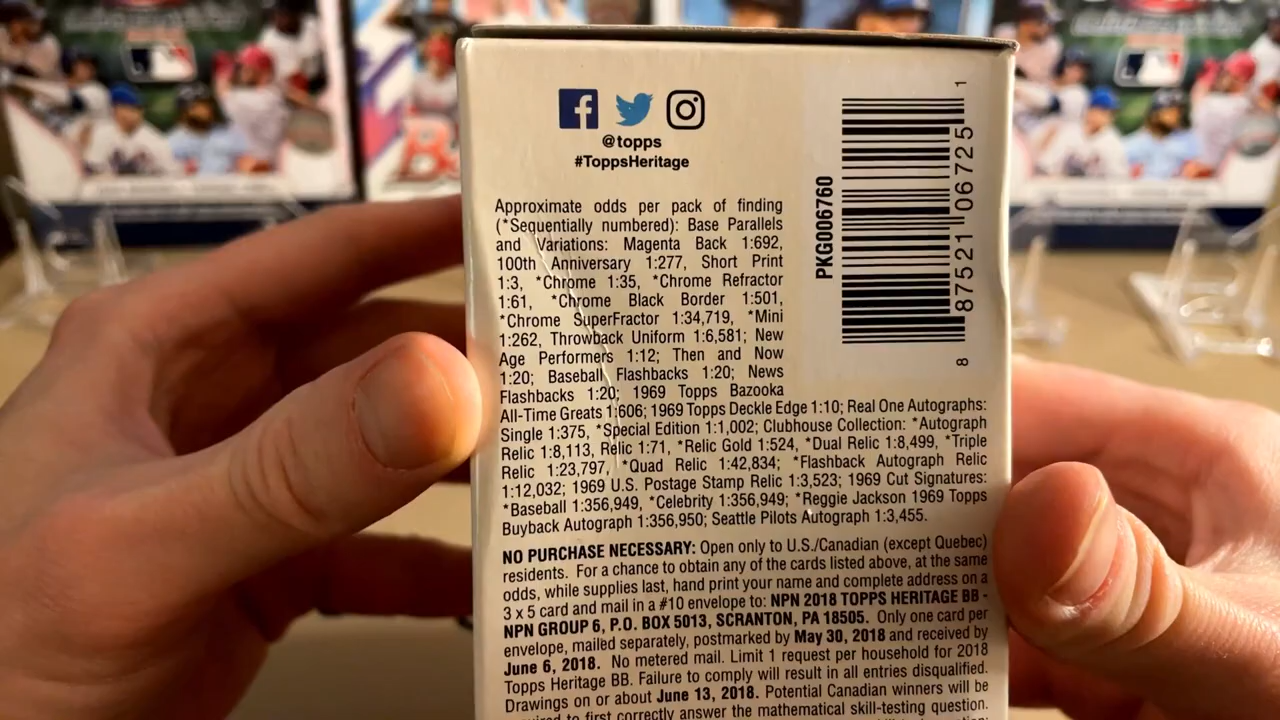 @topps
#ToppsHeritage
Approximate odds per pack of finding
(*Sequentially numbered): Base Parallels
and Variations: Magenta Back 1:692,
100th Anniversary 1:277, Short Print
1:3, *Chrome 1:35, *Chrome Refractor
1:61, *Chrome Black Border 1:501,
*Chrome SuperFractor 1:34,719, *Mini
1:262, Throwback Uniform 1:6,581; New
Age Performers 1:12; Then and Now
1:20; Baseball Flashbacks 1:20; News
Flashbacks 1:20; 1969 Topps Bazooka
All-Time Greats 1:606; 1969 Topps Deckle Edge 1:10; Real One Autographs:
Single 1:375, *Special Edition 1:1,002; Clubhouse Collection: *Autograph
Relic 1:8,113, Relic 1:71, *Relic Gold 1:524, *Dual Relic 1:8,499, *Triple
Relic 1:23,797, *Quad Relic 1:42,834; *Flashback Autograph Relic
1:12,032; 1969 U.S. Postage Stamp Relic 1:3,523; 1969 Cut Signatures:
*Baseball 1:356,949, *Celebrity 1:356,949; *Reggie Jackson 1969 Topps
Buyback Autograph 1:356,950; Seattle Pilots Autograph 1:3,455.
PKG006760
8 87521 06725 1
NO PURCHASE NECESSARY: Open only to U.S./Canadian (except Quebec)
residents. For a chance to obtain any of the cards listed above, at the same
odds, while supplies last, hand print your name and complete address on a
3 x 5 card and mail in a #10 envelope to: NPN 2018 TOPPS HERITAGE BB -
NPN GROUP 6, P.O. BOX 5013, SCRANTON, PA 18505. Only one card per
envelope, mailed separately, postmarked by May 30, 2018 and received by
June 6, 2018. No metered mail. Limit 1 request per household for 2018
Topps Heritage BB. Failure to comply will result in all entries disqualified.
Drawings on or about June 13, 2018. Potential Canadian winners will be
to first correctly answer the mathematical skill-testing question.